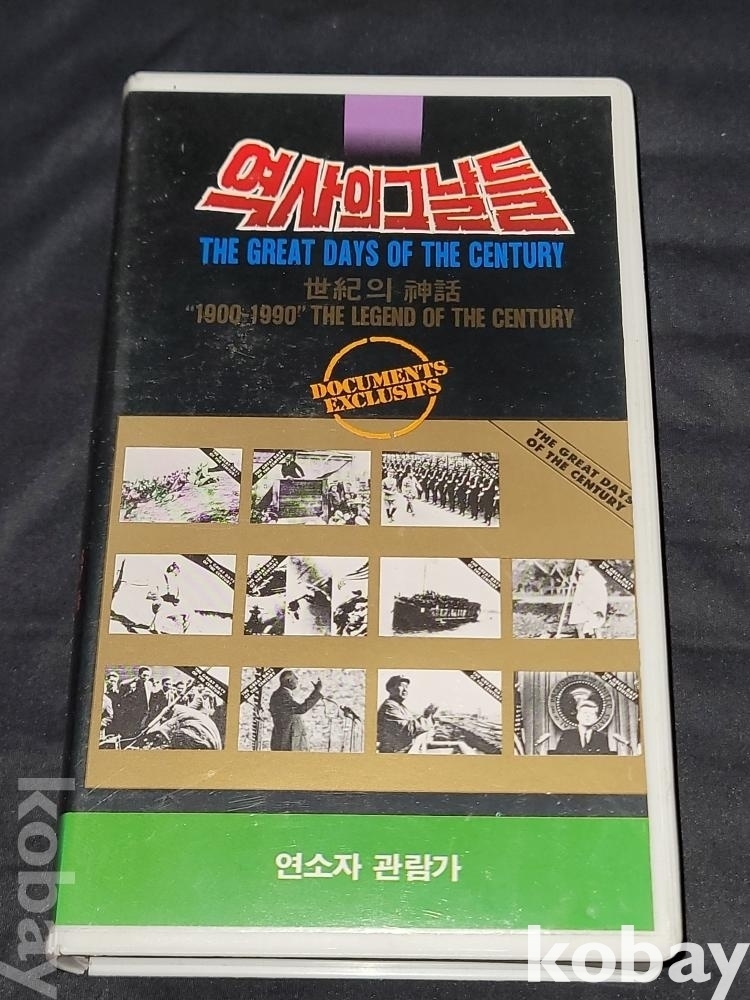 역사의그날들
THE GREAT DAYS OF THE CENTURY
世紀의 神話
"1900-1990" THE LEGEND OF THE CENTURY
DOCUMENTS
EXCLUSIFS
THE GREAT DAYS
OF THE CENTURY
연소자 관람가
kobay
kobay